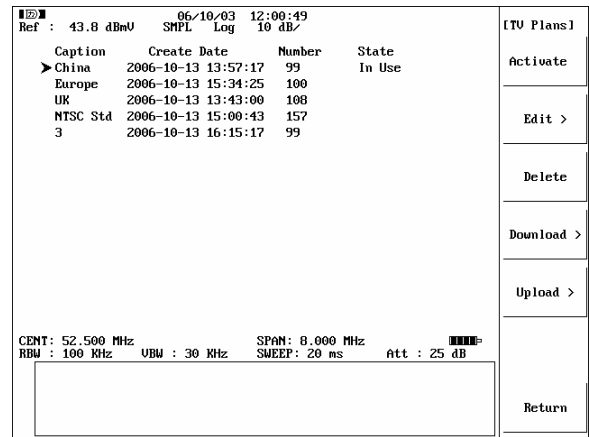 06/10/03 12:00:49
Ref : 43.8 dBmV SMPL Log 10 dB/
[TV Plans]
Caption Create Date Number State
China 2006-10-13 13:57:17 99 In Use
Europe 2006-10-13 15:34:25 100
UK 2006-10-13 13:43:00 108
NTSC Std 2006-10-13 15:00:43 157
3 2006-10-13 16:15:17 99
Activate
Edit >
Delete
Download >
Upload >
CENT: 52.500 MHz SPAN: 8.000 MHz
RBW : 100 KHz VBW : 30 KHz SWEEP: 20 ms Att : 25 dB
Return